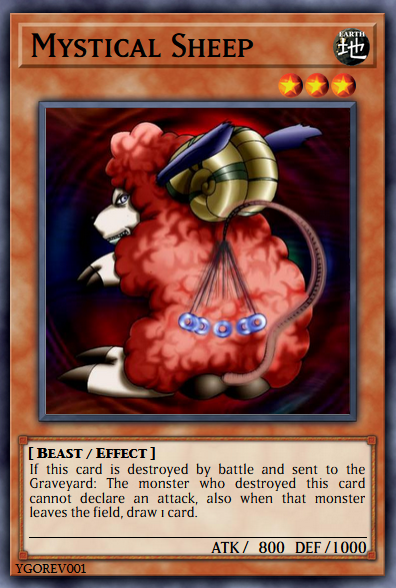 Mystical Sheep
EARTH
地
[ Beast / Effect ]
If this card is destroyed by battle and sent to the
Graveyard: The monster who destroyed this card
cannot declare an attack, also when that monster
leaves the field, draw 1 card.
ATK / 800 DEF /1000
YGOREV001